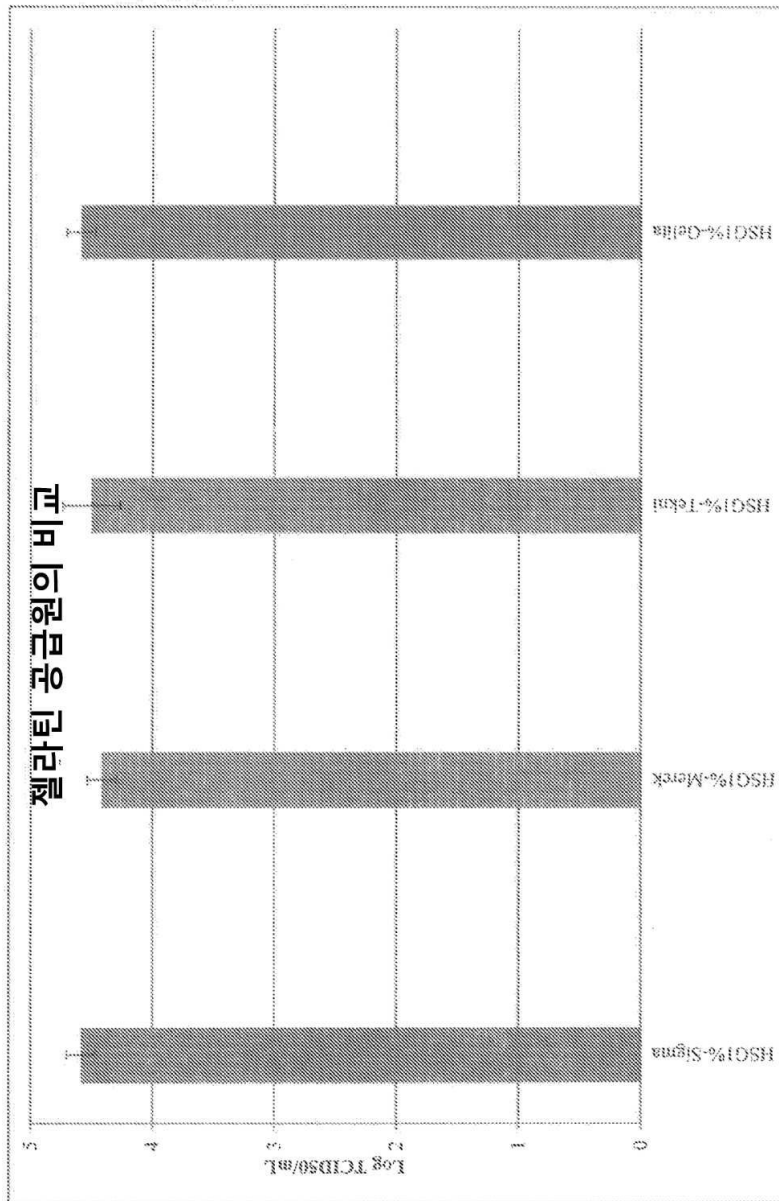 젤라틴 공급원의 비교
Log TCID50/mL
5
4
3
2
1
0
HSG1%-Sigma
HSG1%-Merck
HSG1%-Tekni
HSG1%-Gelita